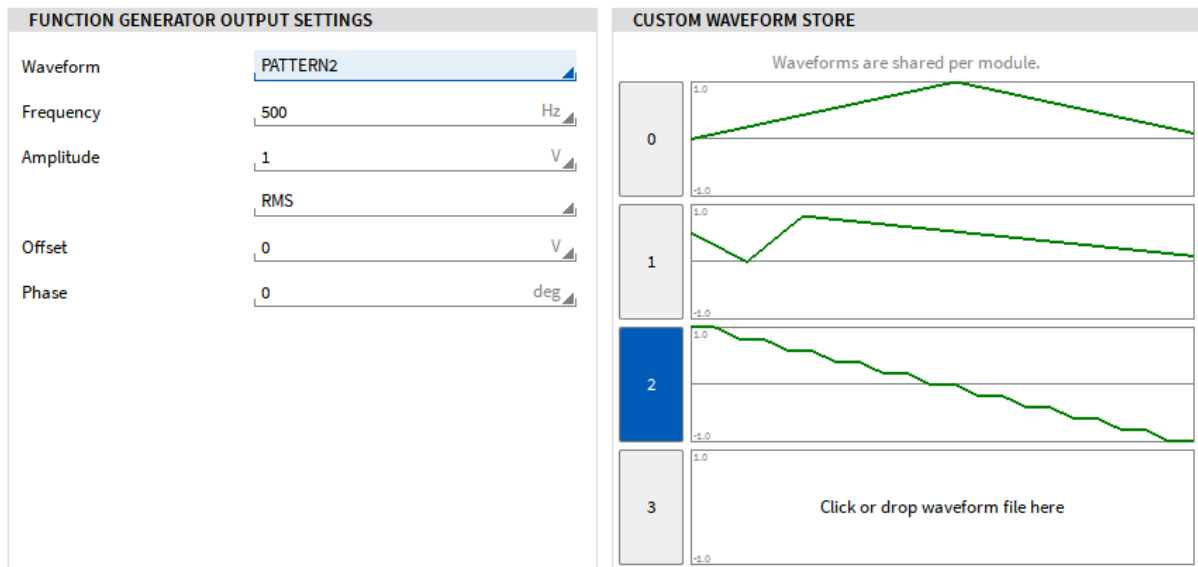 FUNCTION GENERATOR OUTPUT SETTINGS
Waveform PATTERN2
Frequency 500 Hz
Amplitude 1 V
RMS
Offset 0 V
Phase 0 deg
CUSTOM WAVEFORM STORE
Waveforms are shared per module.
0
1.0
-1.0
1
1.0
-1.0
2
1.0
-1.0
3
1.0
Click or drop waveform file here
-1.0